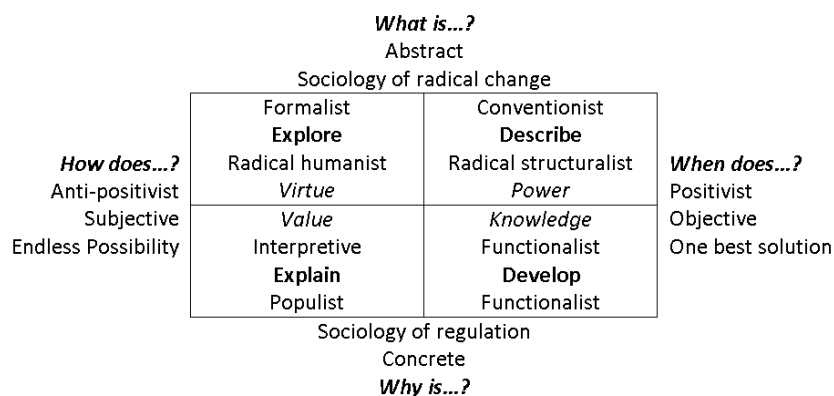 What is...?
Abstract
Sociology of radical change
Formalist Conventionist
Explore Describe
How does...? Radical humanist Radical structuralist When does...?
Anti-positivist Virtue Power Positivist
Subjective Value Knowledge Objective
Endless Possibility Interpretive Functionalist One best solution
Explain Develop
Populist Functionalist
Sociology of regulation
Concrete
Why is...?